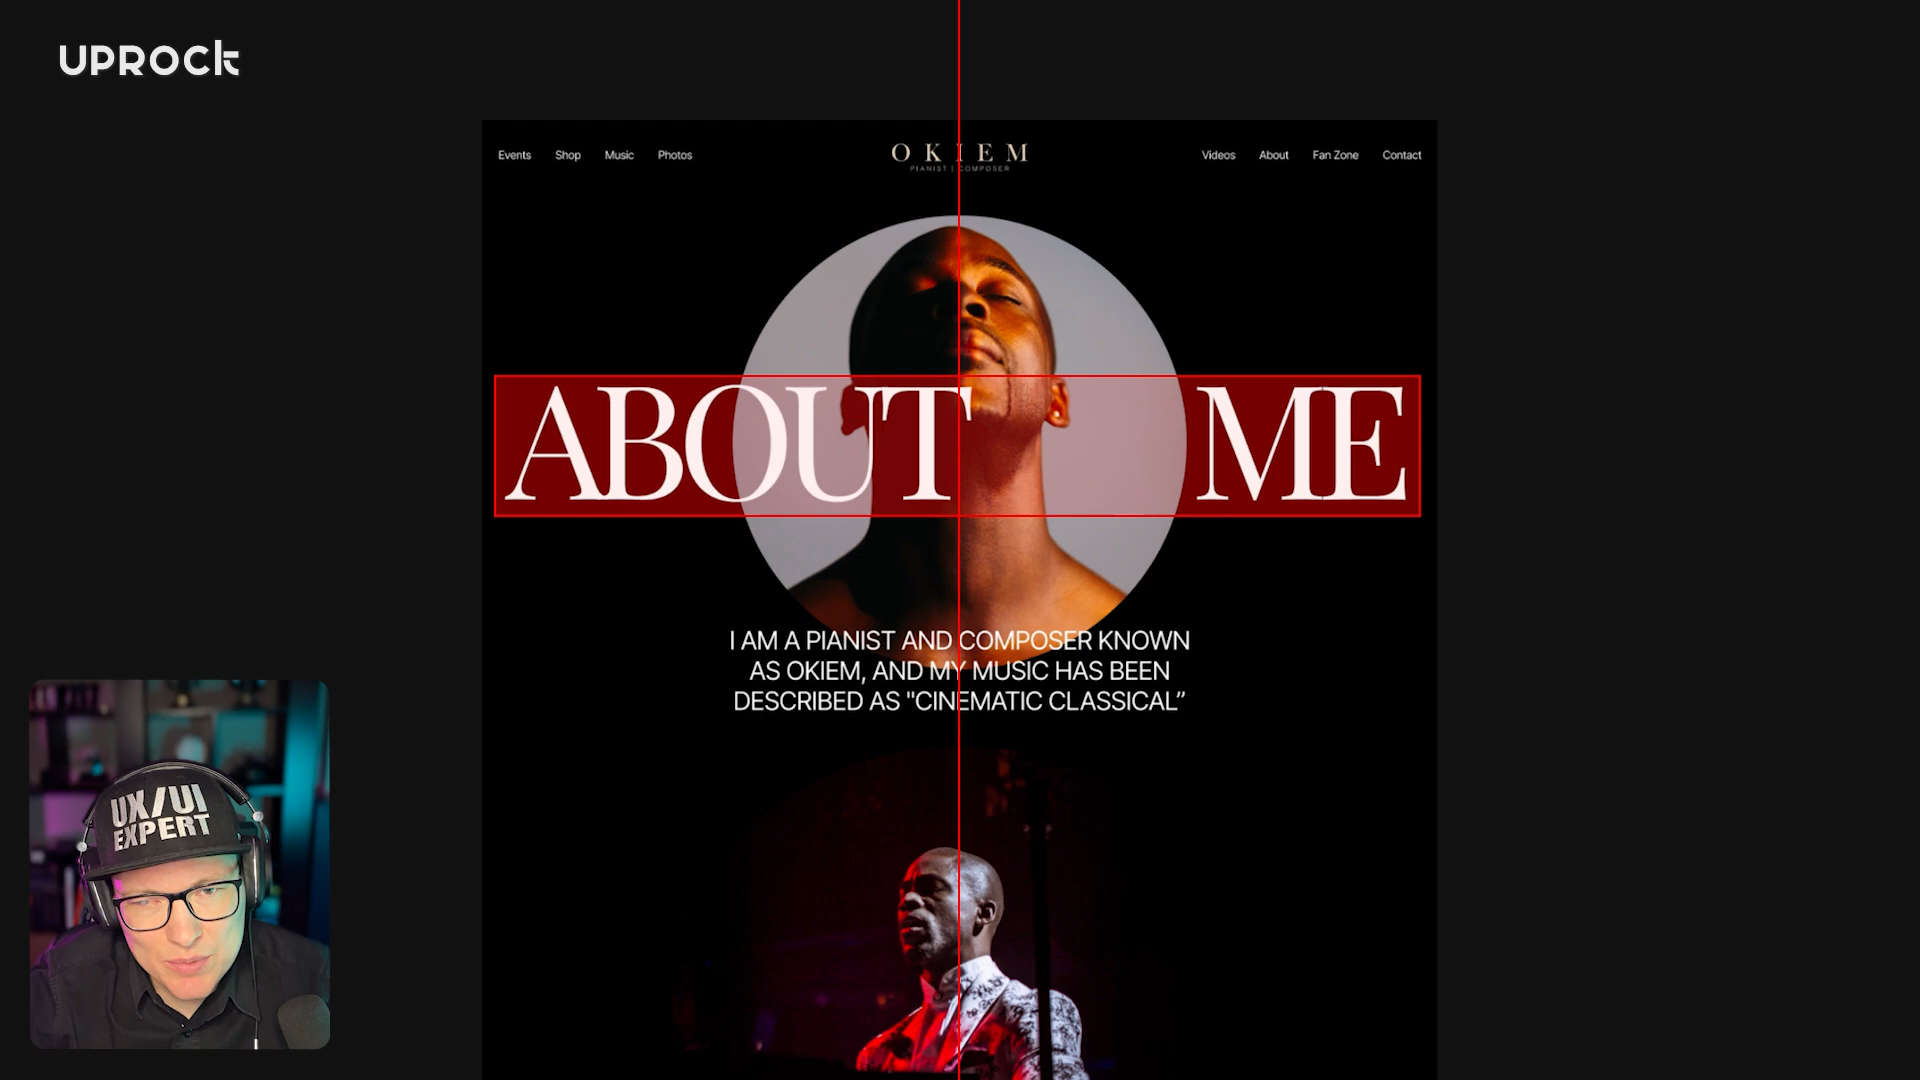 UPROCK
Events Shop Music Photos
OKIEM
PIANIST | COMPOSER
Videos About Fan Zone Contact
ABOUT ME
I AM A PIANIST AND COMPOSER KNOWN
AS OKIEM, AND MY MUSIC HAS BEEN
DESCRIBED AS "CINEMATIC CLASSICAL”
UX/UI
EXPERT